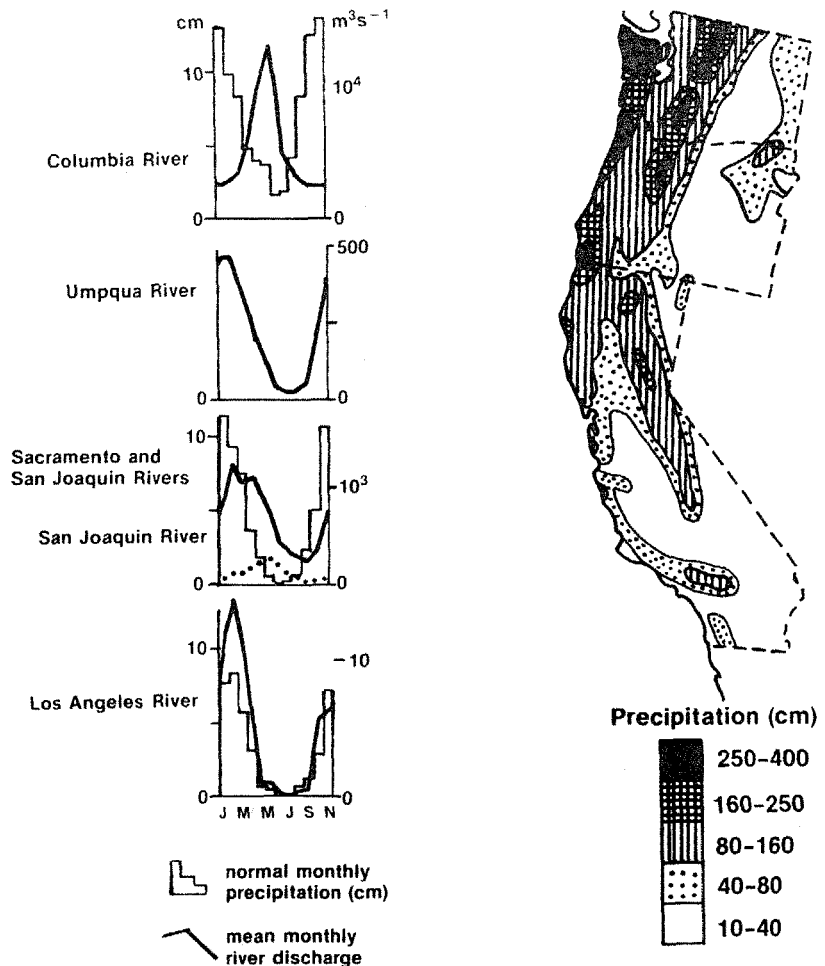 cm
m³s⁻¹
10
10⁴
Columbia River
0
0
500
Umpqua River
0
0
10
Sacramento and
San Joaquin Rivers
10³
San Joaquin River
0
0
10
10
Los Angeles River
0
0
J M M J S N
normal monthly
precipitation (cm)
mean monthly
river discharge
Precipitation (cm)
250-400
160-250
80-160
40-80
10-40